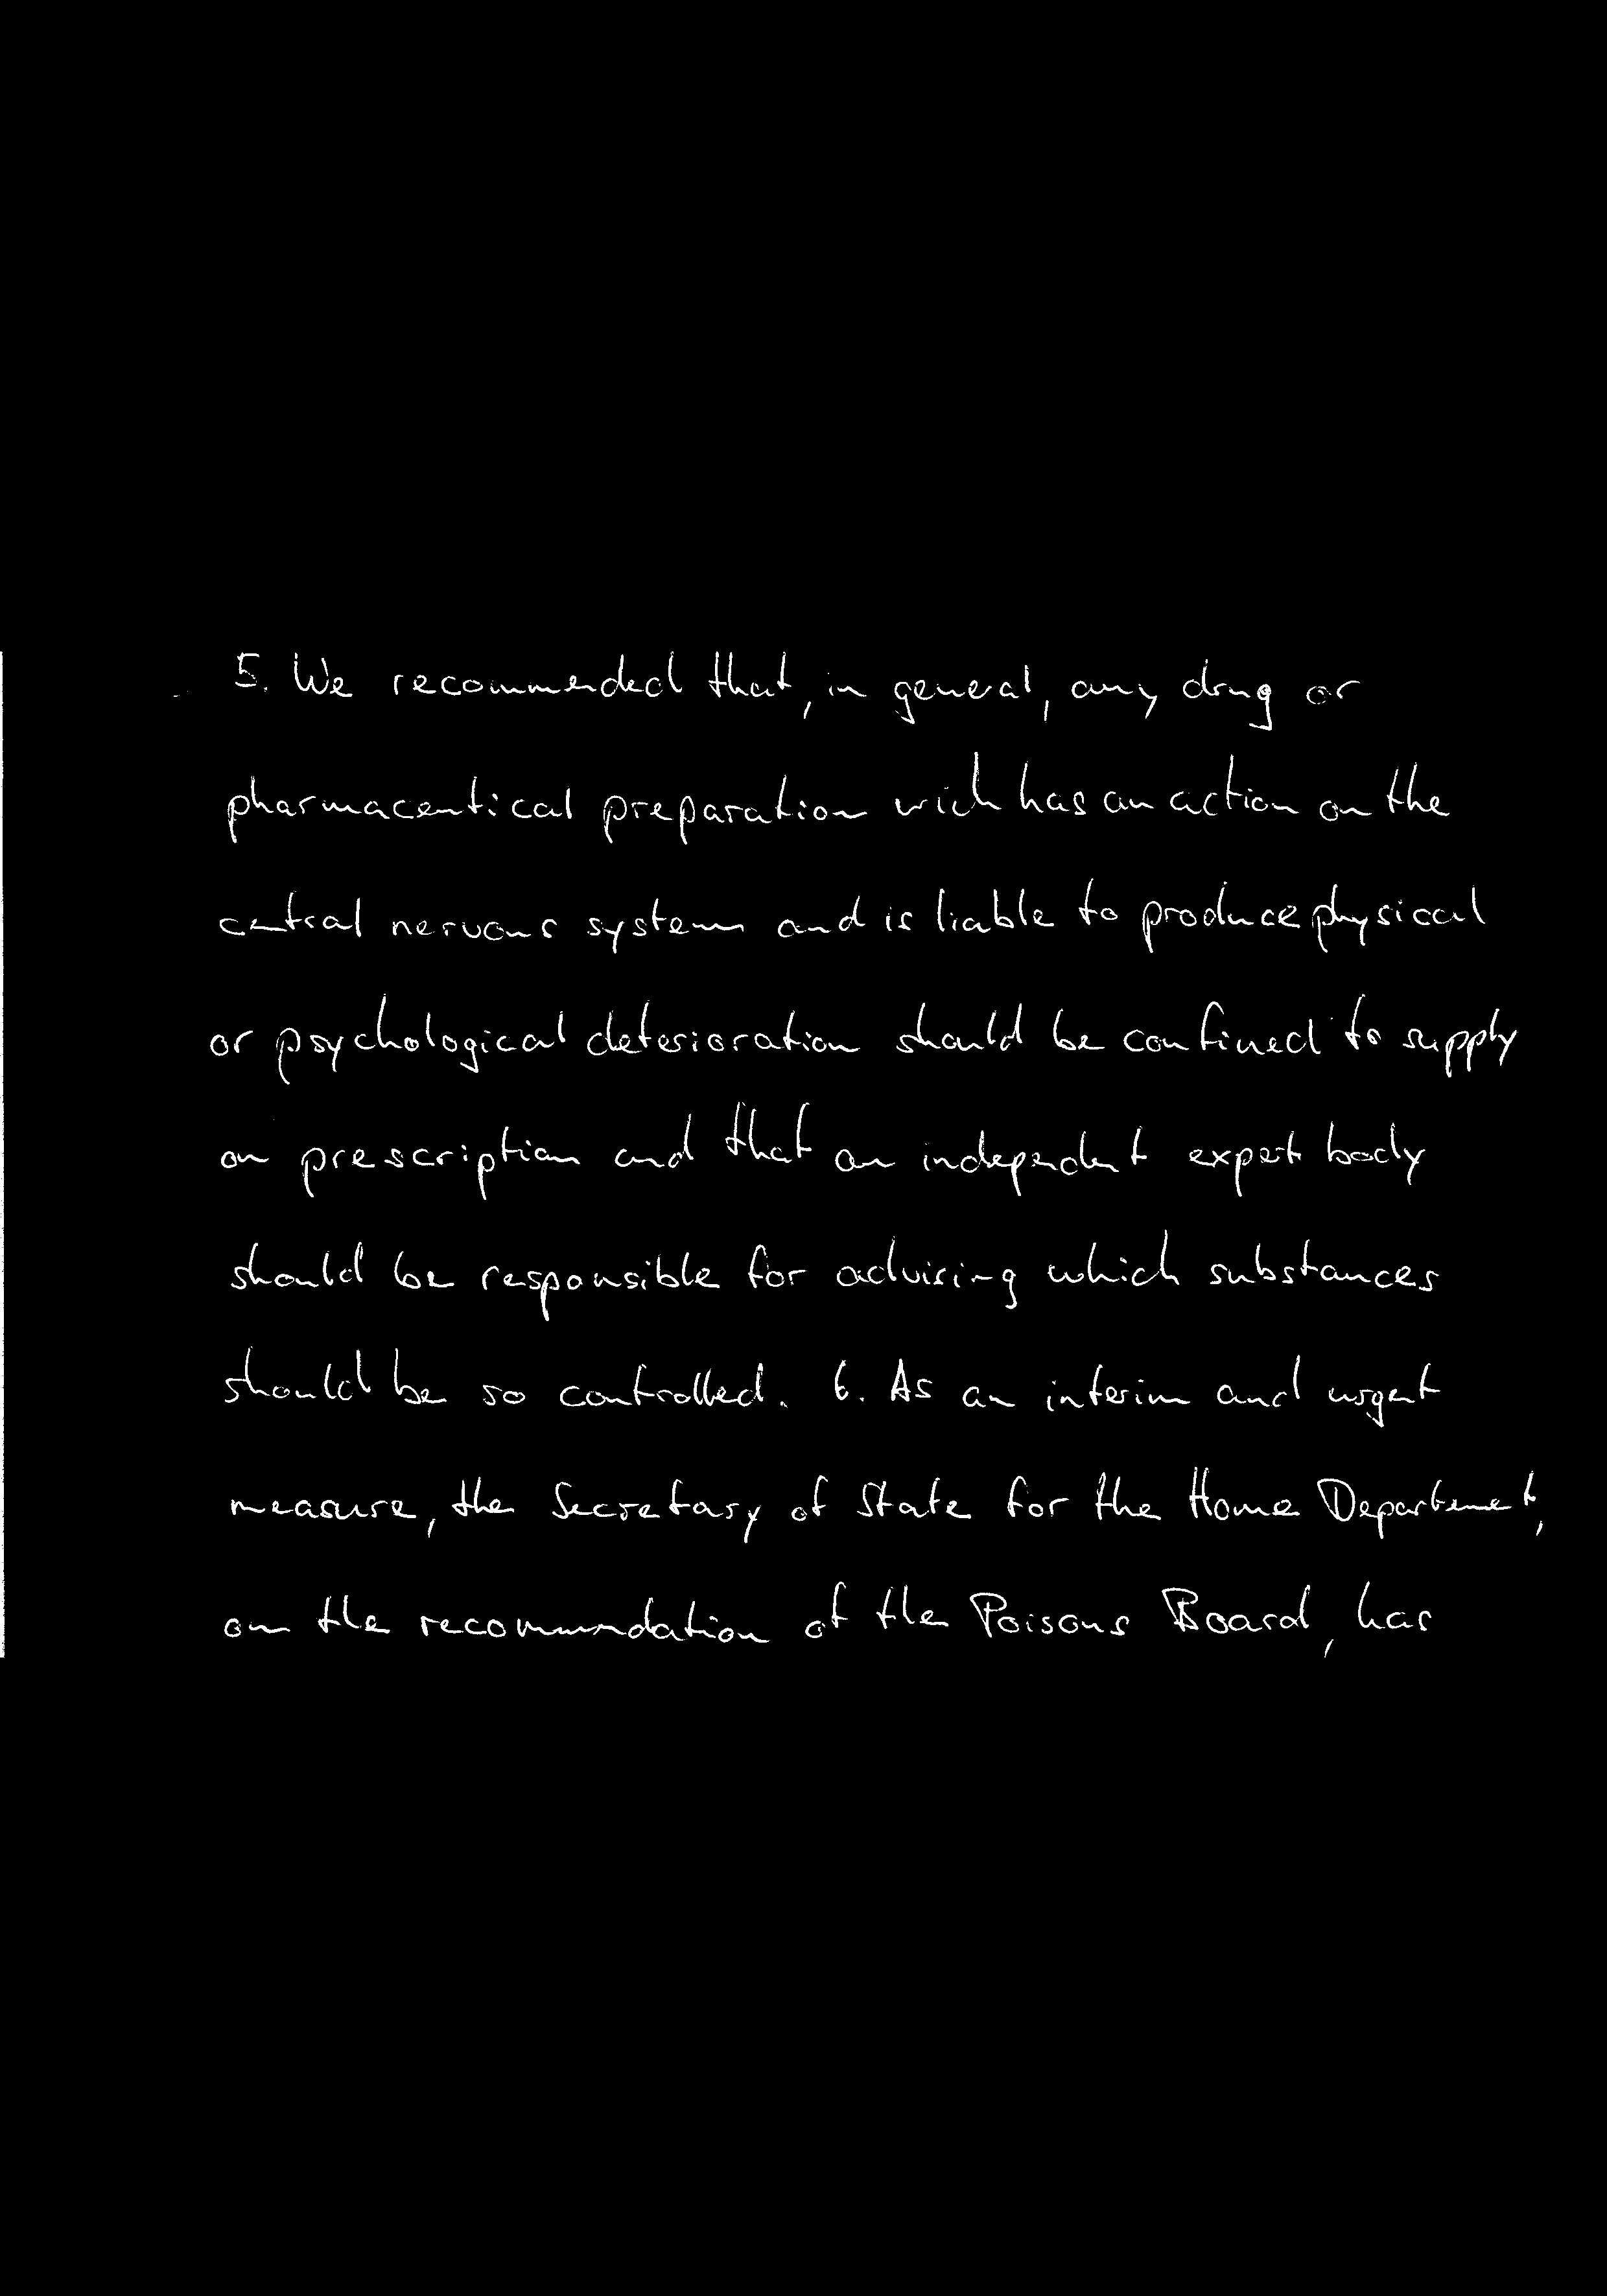 5. We recommended that, in general, any drug or
pharmaceutical preparation wich has an action on the
central nervous system and is liable to produce physical
or psychological deterioration should be confined to supply
on prescription and that an independent expert body
should be responsible for advising which substances
should be so controlled. 6. As an interim and urgent
measure, the Secretary of State for the Home Departement,
on the recommendation of the Poisons Board, has